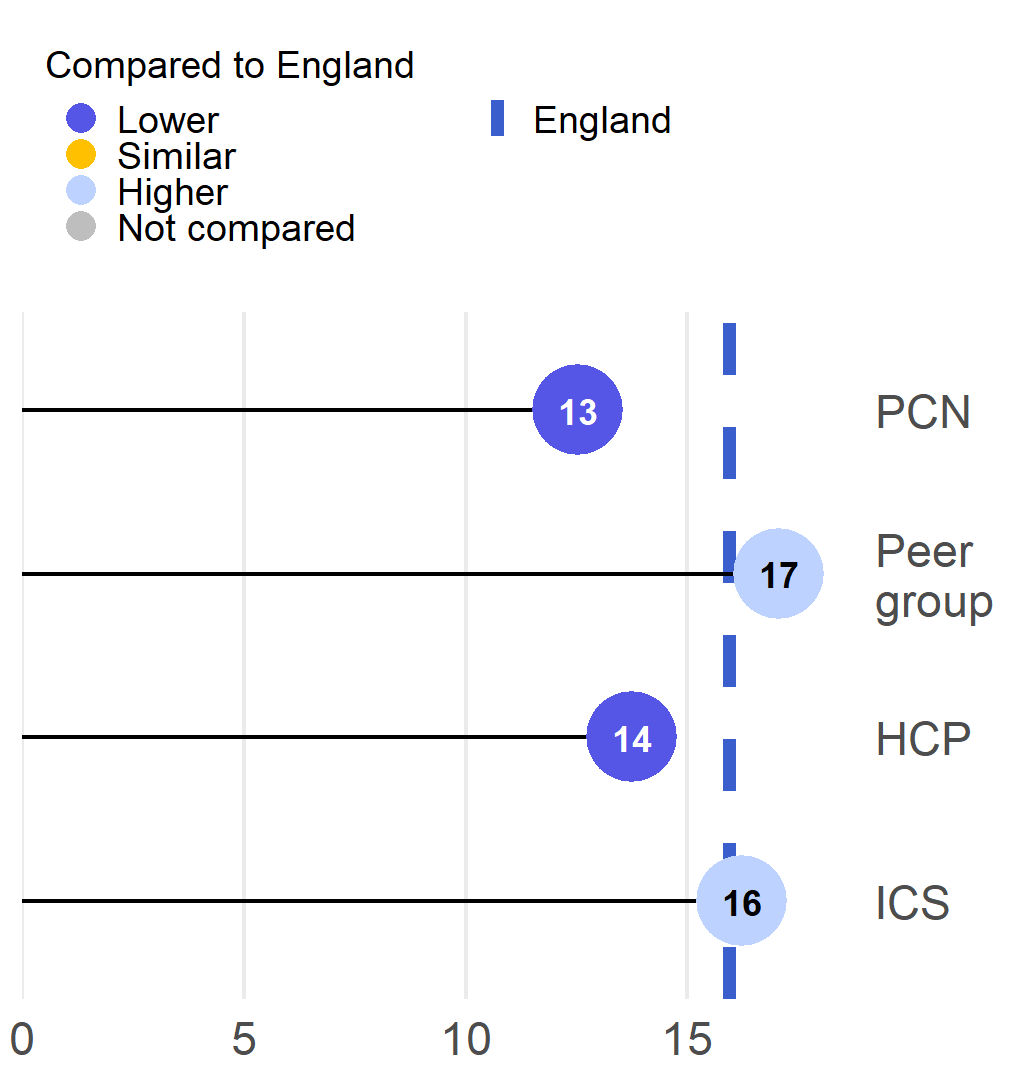 Compared to England
Lower
Similar
Higher
Not compared
England
13
PCN
17
Peer
group
14
HCP
16
ICS
0 5 10 15